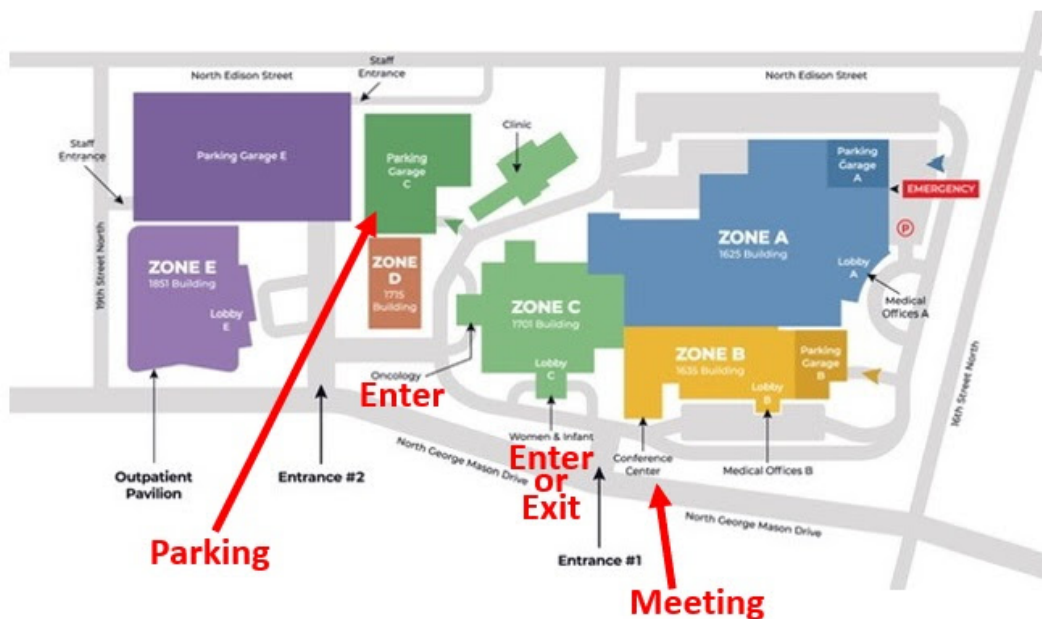 North Edison Street
Staff
Entrance
North Edison Street
Staff
Entrance
Parking Garage E
Parking
Garage
C
Clinic
Parking
Garage
A
EMERGENCY
P
19th Street North
ZONE E
1851 Building
Lobby
E
ZONE
D
1715
Building
ZONE C
1701 Building
Lobby
C
ZONE A
1625 Building
Lobby
A
Medical
Offices A
ZONE B
1635 Building
Lobby
B
Parking
Garage
B
16th Street North
Oncology
Enter
Women & Infant
Enter
or
Exit
Conference
Center
Medical Offices B
Outpatient
Pavilion
Entrance #2
North George Mason Drive
North George Mason Drive
Parking
Entrance #1
Meeting